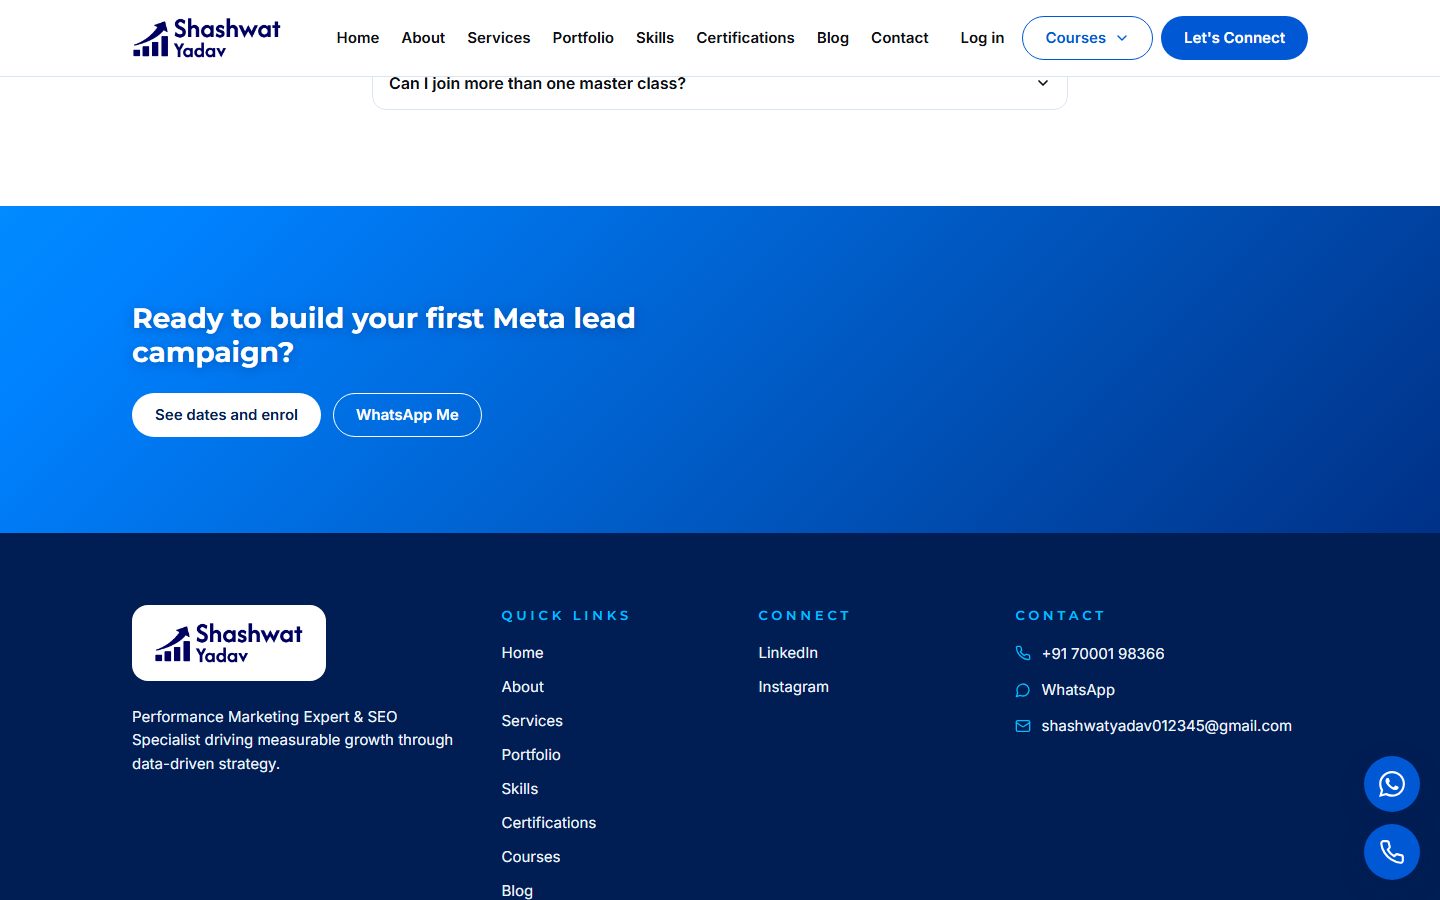 Shashwat
Yadav
Home
About
Services
Portfolio
Skills
Certifications
Blog
Contact
Log in
Courses
Let's Connect
Can I join more than one master class?
Ready to build your first Meta lead
campaign?
See dates and enrol
WhatsApp Me
Shashwat
Yadav
Performance Marketing Expert & SEO
Specialist driving measurable growth through
data-driven strategy.
QUICK LINKS
Home
About
Services
Portfolio
Skills
Certifications
Courses
Blog
CONNECT
LinkedIn
Instagram
CONTACT
+91 70001 98366
WhatsApp
shashwatyadav012345@gmail.com